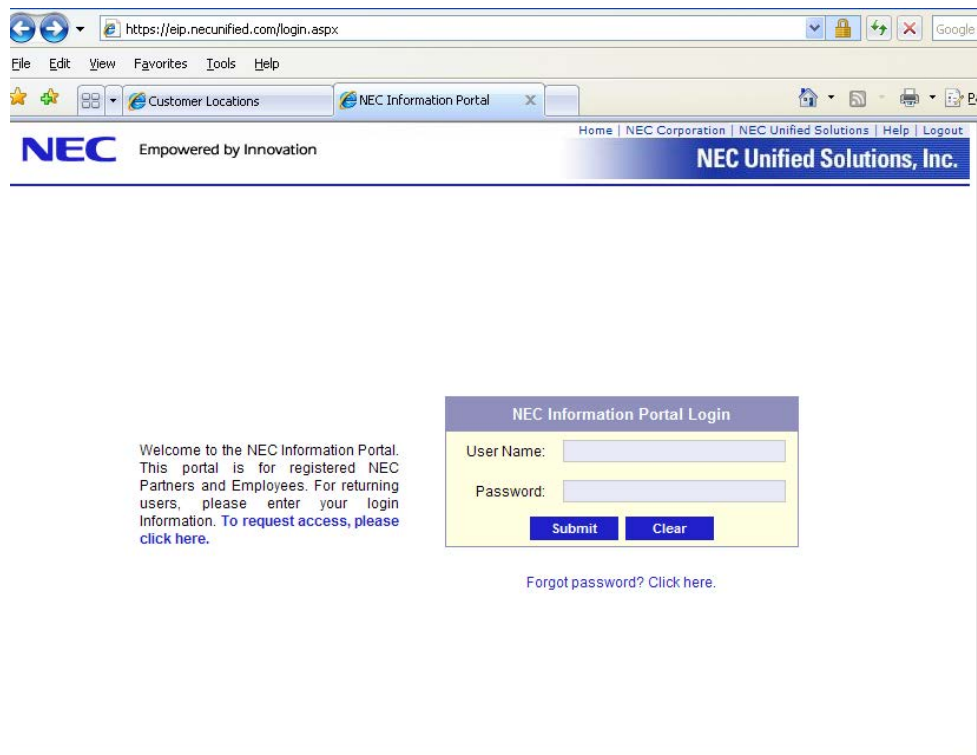 https://eip.necunified.com/login.aspx
Google
File Edit View Favorites Tools Help
Customer Locations
NEC Information Portal
Home | NEC Corporation | NEC Unified Solutions | Help | Logout
NEC Empowered by Innovation
NEC Unified Solutions, Inc.
NEC Information Portal Login
User Name:
Password:
Submit Clear
Welcome to the NEC Information Portal.
This portal is for registered NEC
Partners and Employees. For returning
users, please enter your login
Information. To request access, please
click here.
Forgot password? Click here.